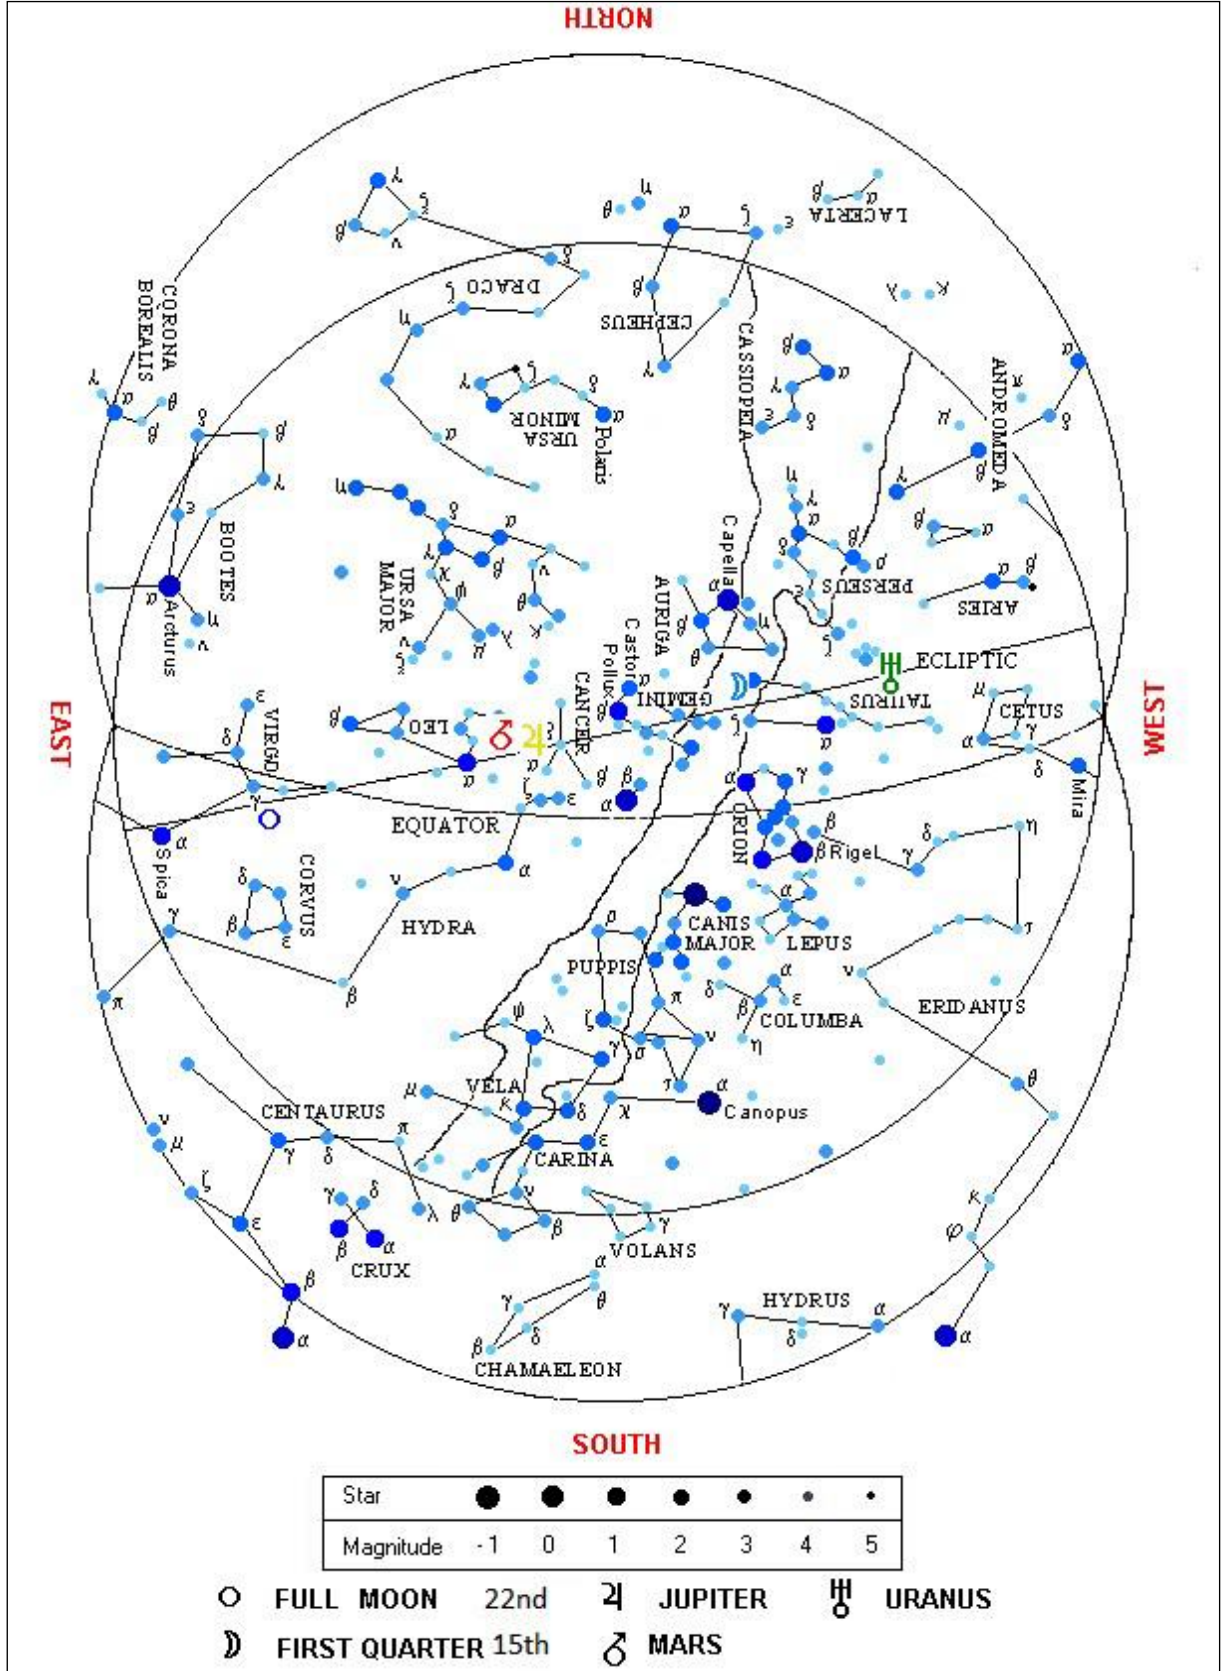 NORTH
η
θ
α
ζ
ε
β
α
LACERTA
γ
ξ
β
ν
δ
DRACO
ζ
η
β
CEPHEUS
γ
λ
κ
CORONA
BOREALIS
γ
α
β
θ
CASSIOPEIA
β
α
γ
δ
ε
ANDROMEDA
α
π
δ
μ
β
γ
γ
ζ
δ
α
URSA
MINOR
Polaris
α
δ
β
γ
ε
BOOTES
α
Arcturus
η
ν
η
δ
α
γ
β
χ
ψ
URSA
MAJOR
ν
ξ
μ
λ
ν
θ
κ
Capella
α
AURIGA
β
η
θ
η
γ
α
β
ρ
δ
ε
PERSEUS
ζ
β
α
β
α
ARIES
Castor
Pollux
α
β
GEMINI
ECLIPTIC
TAURUS
ζ
α
μ
CETUS
α
γ
δ
Mira
EAST
WEST
ε
VIRGO
δ
γ
α
Spica
β
LEO
α
CANCER
δ
α
β
ζ
ε
β
α
EQUATOR
α
γ
ORION
β
Rigel
β
γ
δ
η
τ
ν
ERIDANUS
CORVUS
δ
β
ε
γ
π
HYDRA
ν
α
β
CANIS
MAJOR
α
LEPUS
ρ
PUPPIS
π
ζ
σ
ν
τ
δ
α
β
ε
COLUMBA
η
ψ
λ
γ
μ
VELA
κ
δ
χ
α
Canopus
CENTAURUS
π
γ
δ
λ
ν
μ
ζ
ε
β
α
CARINA
ε
ν
θ
β
γ
δ
β
α
CRUX
γ
VOLANS
α
θ
γ
δ
β
CHAMAELEON
HYDRUS
γ
δ
α
θ
κ
φ
α
SOUTH
Star
Magnitude -1 0 1 2 3 4 5
FULL MOON 22nd JUPITER URANUS
FIRST QUARTER 15th MARS